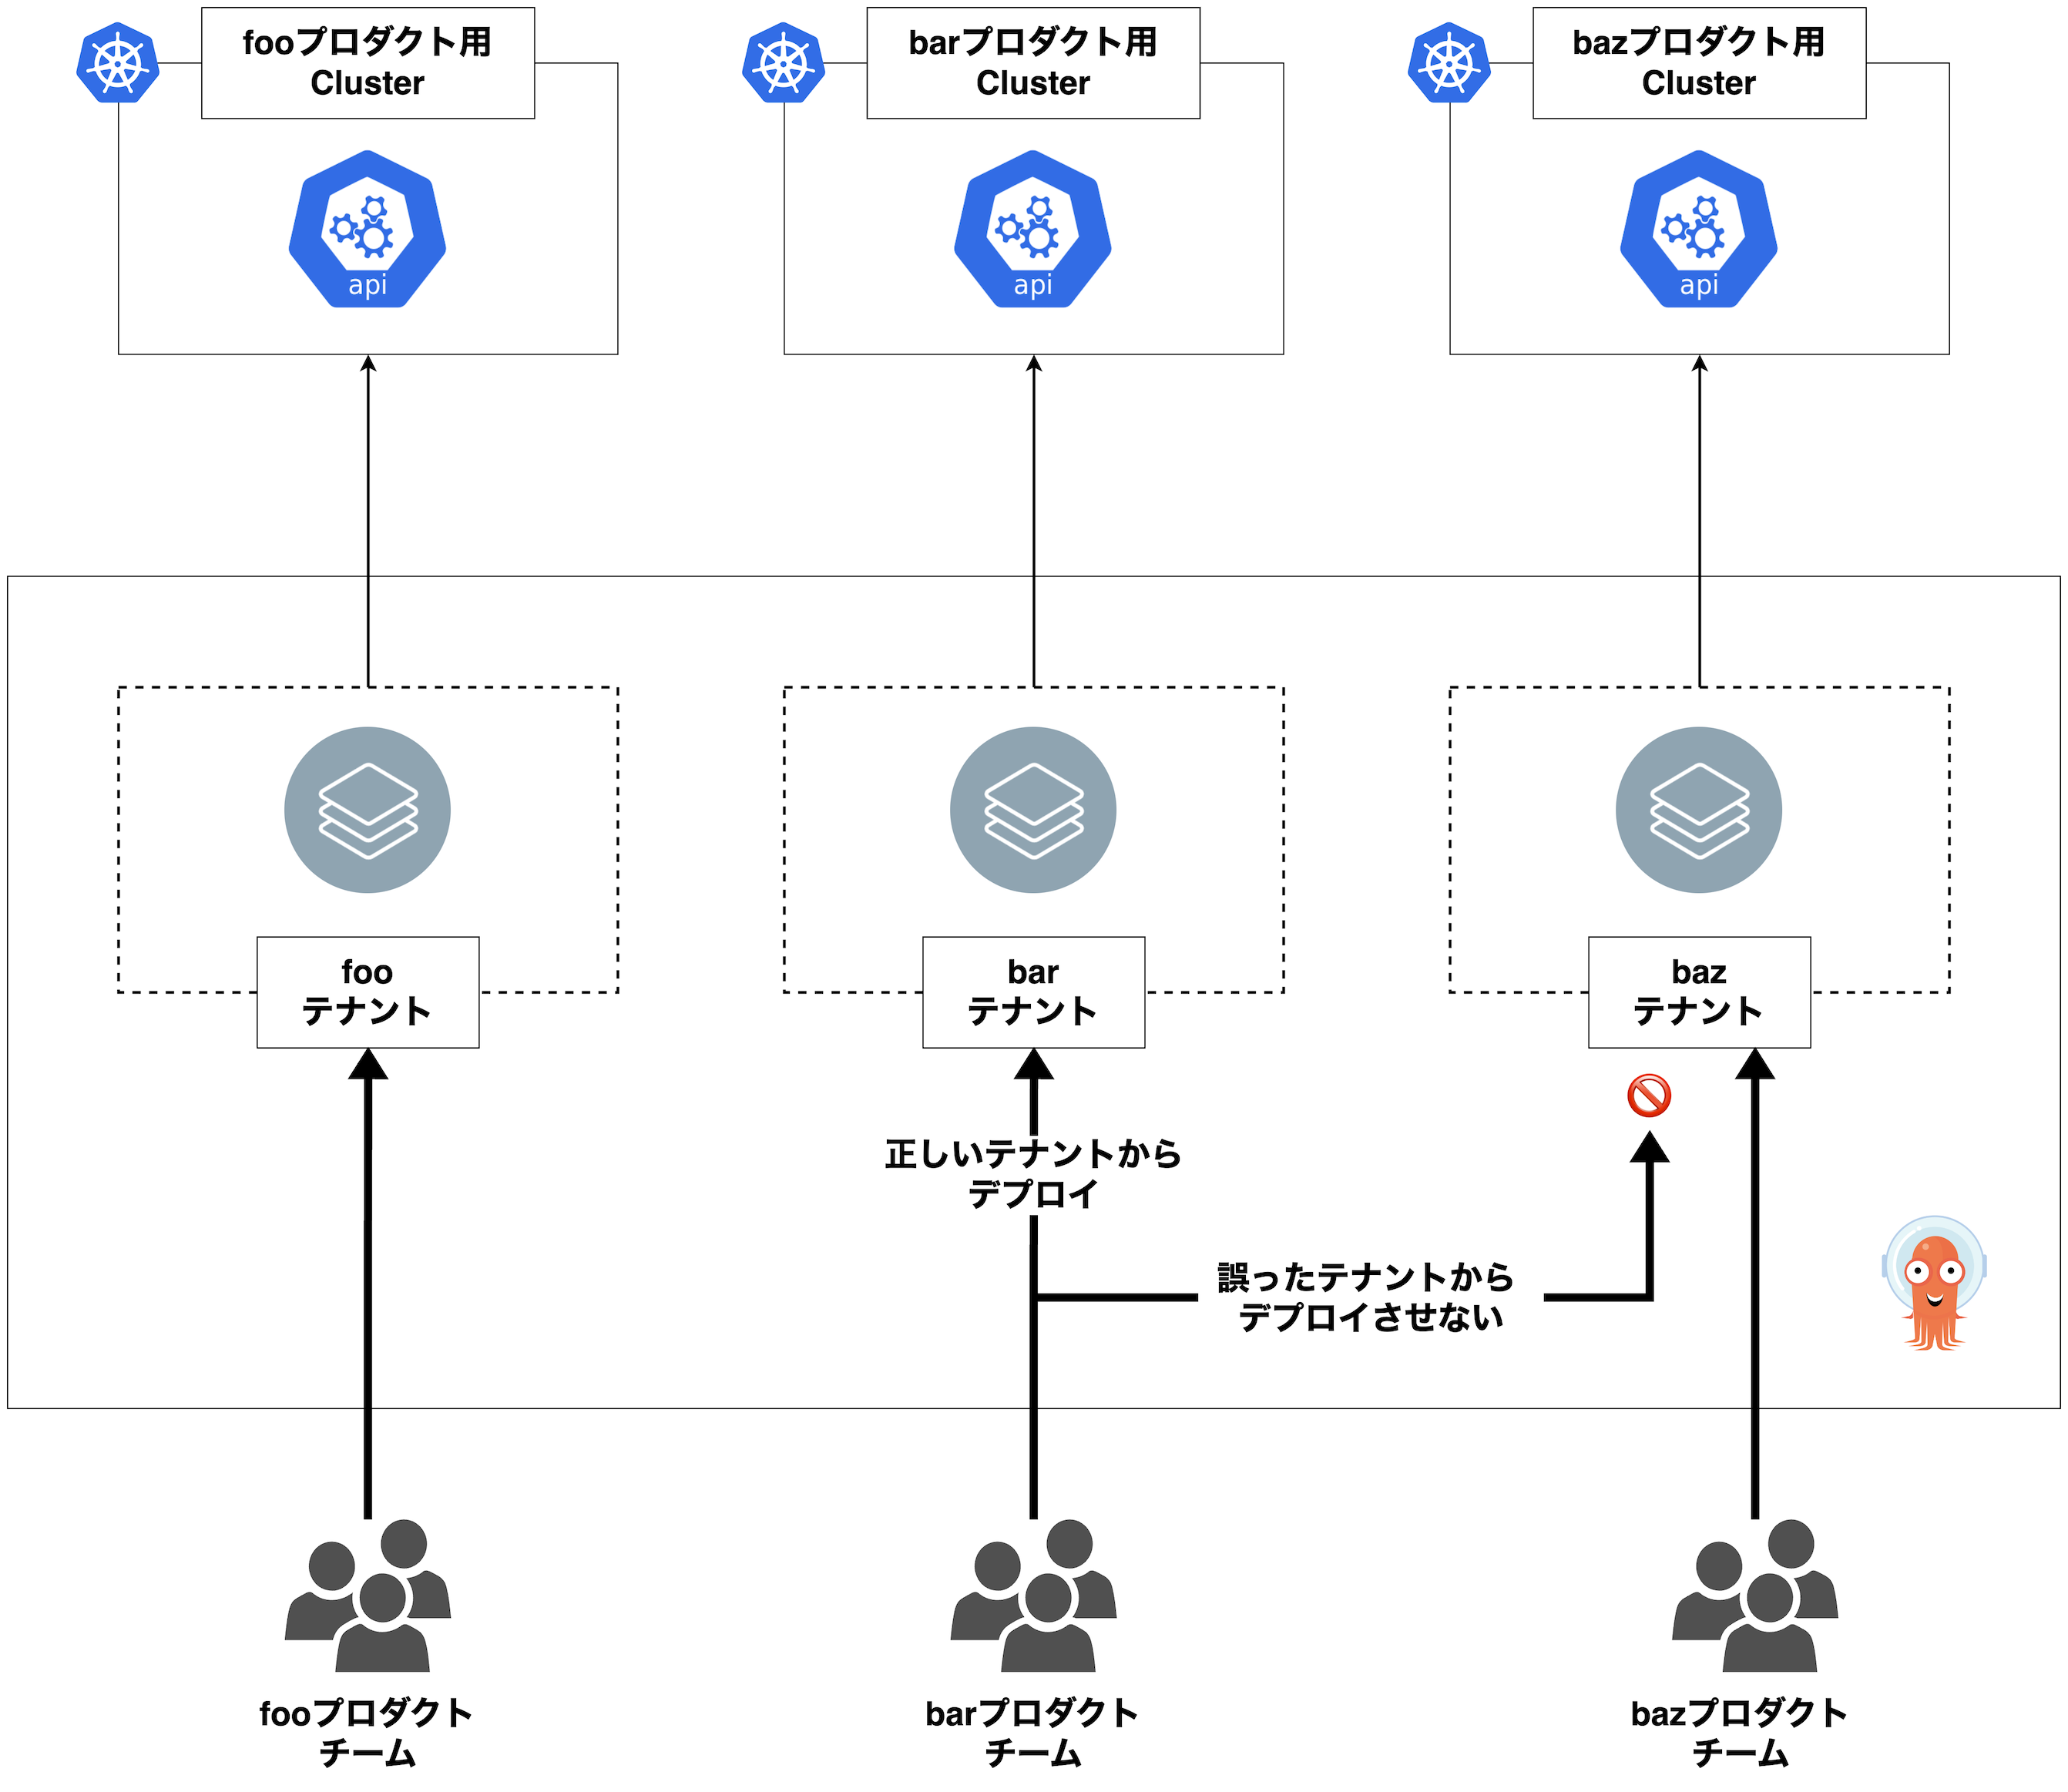 fooプロダクト用
Cluster
barプロダクト用
Cluster
bazプロダクト用
Cluster
api
api
api
foo
テナント
bar
テナント
baz
テナント
正しいテナントから
デプロイ
誤ったテナントから
デプロイさせない
fooプロダクト
チーム
barプロダクト
チーム
bazプロダクト
チーム